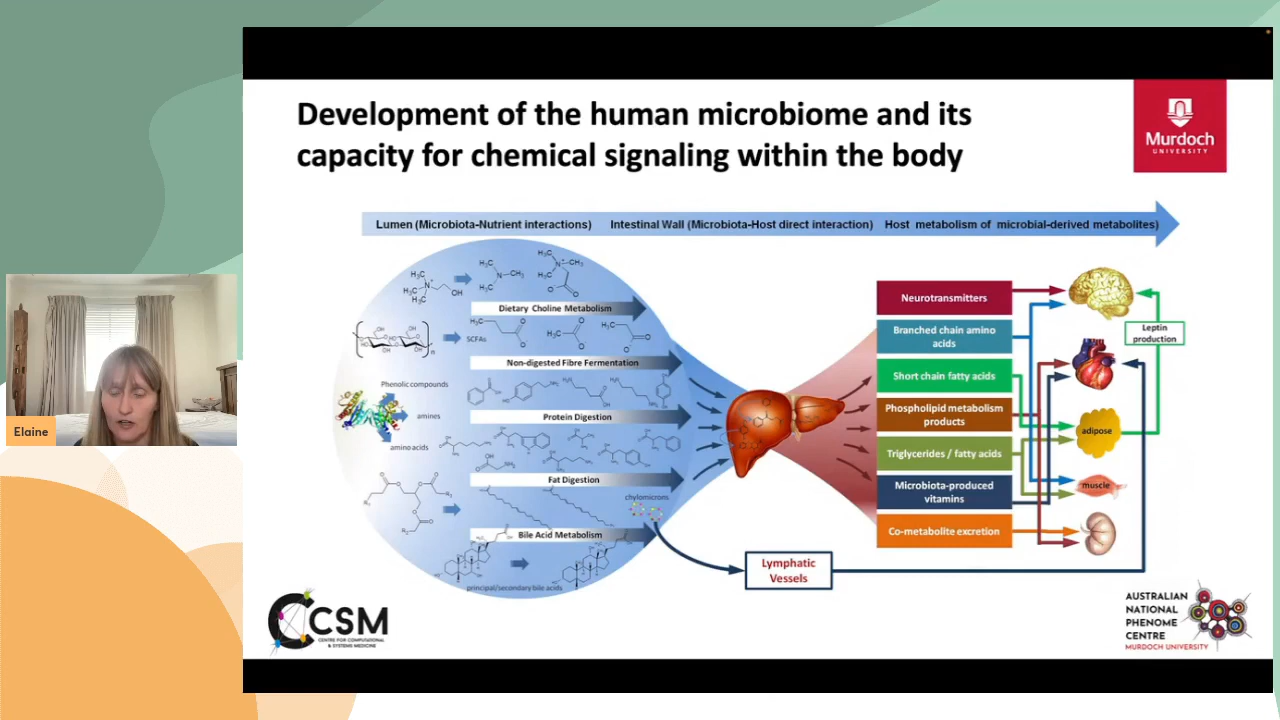 Development of the human microbiome and its
capacity for chemical signaling within the body
Murdoch
UNIVERSITY
Lumen (Microbiota-Nutrient interactions) Intestinal Wall (Microbiota-Host direct interaction) Host metabolism of microbial-derived metabolites)
Dietary Choline Metabolism
SCFAs
Non-digested Fibre Fermentation
Phenolic compounds
amines
Protein Digestion
amino acids
Fat Digestion
chylomicrons
Bile Acid Metabolism
principal/secondary bile acids
Lymphatic
Vessels
Neurotransmitters
Branched chain amino
acids
Short chain fatty acids
Phospholipid metabolism
products
Triglycerides / fatty acids
Microbiota-produced
vitamins
Co-metabolite excretion
Leptin
production
adipose
muscle
Elaine
CCSM
CENTRE FOR COMPUTATIONAL
& SYSTEMS MEDICINE
AUSTRALIAN
NATIONAL
PHENOME
CENTRE
MURDOCH UNIVERSITY